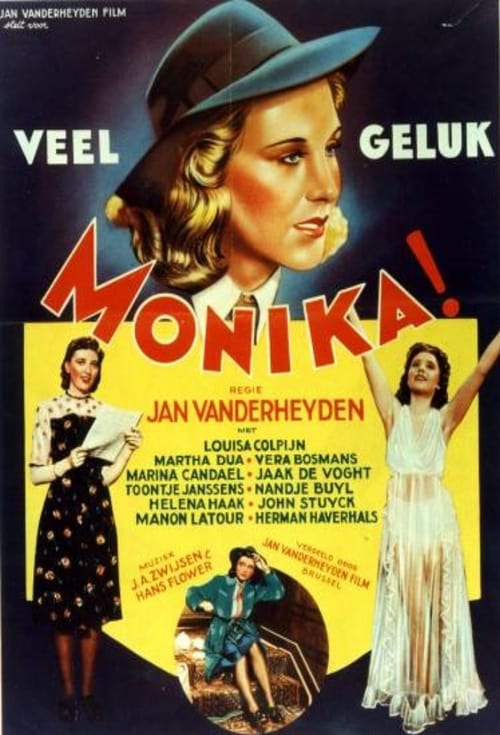 JAN VANDERHEYDEN FILM
stelt voor
VEEL GELUK
MONIKA!
REGIE
JAN VANDERHEYDEN
MET
LOUISA COLPIJN
MARTHA DUA • VERA BOSMANS
MARINA CANDAEL • JAAK DE VOGHT
TOONTJE JANSSENS • NANDJE BUYL
HELENA HAAK • JOHN STUYCK
MANON LATOUR • HERMAN HAVERHALS
MUZIEK
J.A. ZWIJSEN &
HANS FLOWER
VERDEELD DOOR
JAN VANDERHEYDEN FILM
BRUSSEL